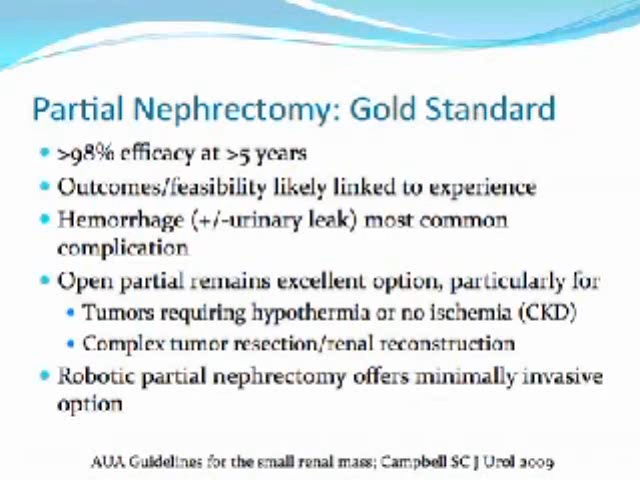 Partial Nephrectomy: Gold Standard
>98% efficacy at >5 years
Outcomes/feasibility likely linked to experience
Hemorrhage (+/-urinary leak) most common
complication
Open partial remains excellent option, particularly for
Tumors requiring hypothermia or no ischemia (CKD)
Complex tumor resection/renal reconstruction
Robotic partial nephrectomy offers minimally invasive
option
AUA Guidelines for the small renal mass; Campbell SC J Urol 2009